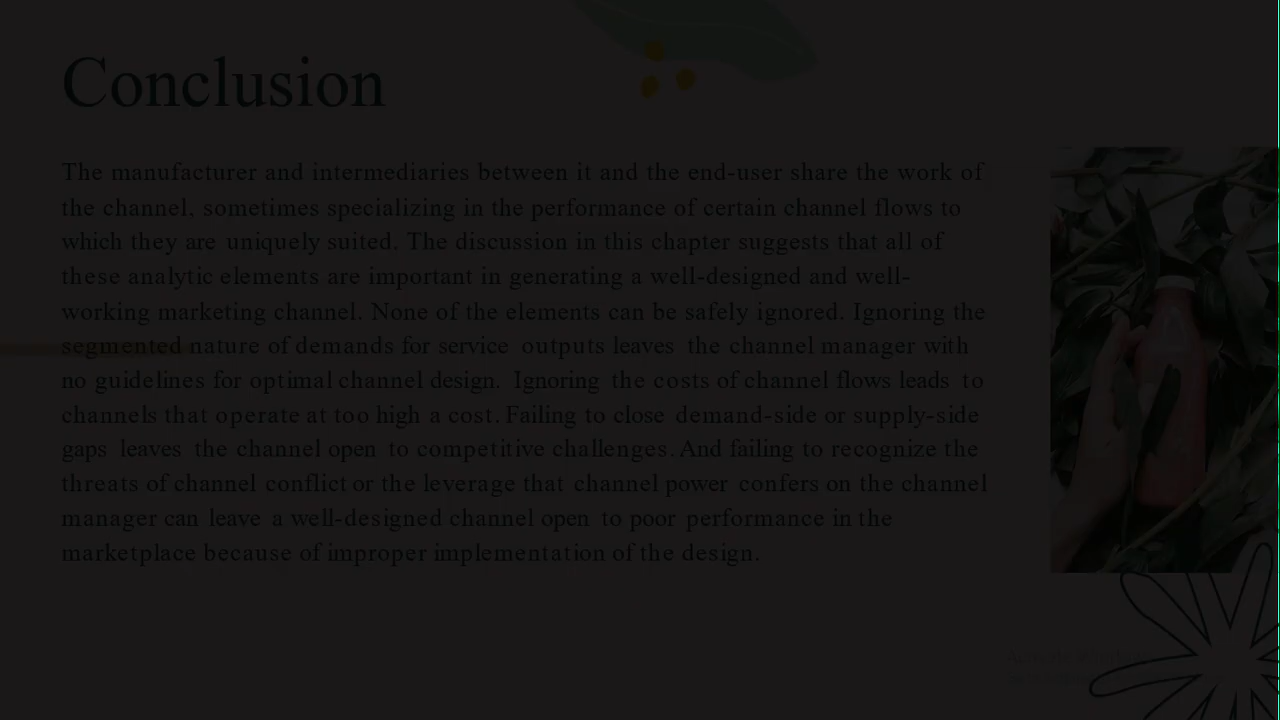 Conclusion
The manufacturer and intermediaries between it and the end-user share the work of
the channel, sometimes specializing in the performance of certain channel flows to
which they are uniquely suited. The discussion in this chapter suggests that all of
these analytic elements are important in generating a well-designed and well-
working marketing channel. None of the elements can be safely ignored. Ignoring the
segmented nature of demands for service outputs leaves the channel manager with
no guidelines for optimal channel design. Ignoring the costs of channel flows leads to
channels that operate at too high a cost. Failing to close demand-side or supply-side
gaps leaves the channel open to competitive challenges. And failing to recognize the
threats of channel conflict or the leverage that channel power confers on the channel
manager can leave a well-designed channel open to poor performance in the
marketplace because of improper implementation of the design.
Activate Windows